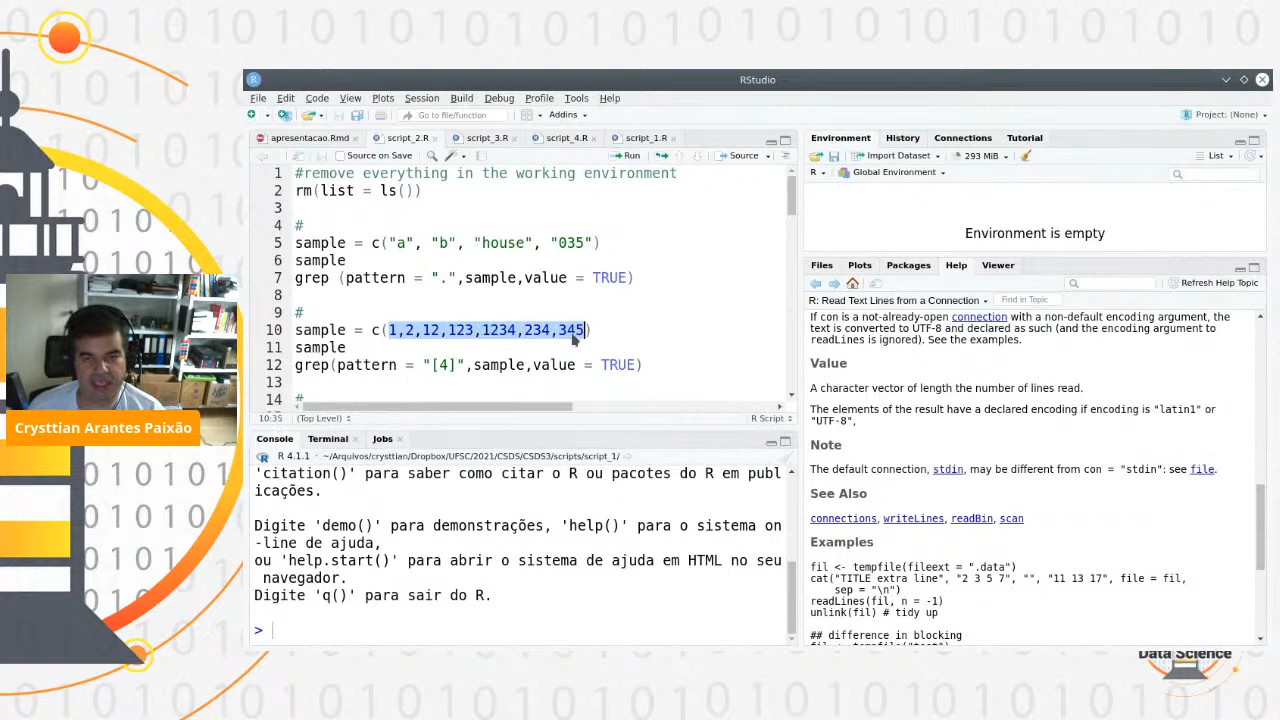 RStudio
File Edit Code View Plots Session Build Debug Profile Tools Help
Go to file/function Addins Project: (None)
apresentacao.Rmd script_2.R script_3.R script_4.R script_1.R
Source on Save Run Source
1 #remove everything in the working environment
2 rm(list = ls())
3
4 #
5 sample = c("a", "b", "house", "035")
6 sample
7 grep (pattern = ".",sample,value = TRUE)
8
9 #
10 sample = c(1,2,12,123,1234,234,345)
11 sample
12 grep(pattern = "[4]",sample,value = TRUE)
13
14 #
10:35 (Top Level) R Script
Console Terminal Jobs
R 4.1.1 · ~/Arquivos/crysttian/Dropbox/UFSC/2021/CSDS/CSDS3/scripts/script_1/
'citation()' para saber como citar o R ou pacotes do R em publ
icações.
Digite 'demo()' para demonstrações, 'help()' para o sistema on
-line de ajuda,
ou 'help.start()' para abrir o sistema de ajuda em HTML no seu
navegador.
Digite 'q()' para sair do R.
>
Environment History Connections Tutorial
Import Dataset 293 MiB List
R Global Environment
Environment is empty
Files Plots Packages Help Viewer
Refresh Help Topic
R: Read Text Lines from a Connection Find in Topic
If con is a not-already-open connection with a non-default encoding argument, the
text is converted to UTF-8 and declared as such (and the encoding argument to
readLines is ignored). See the examples.
Value
A character vector of length the number of lines read.
The elements of the result have a declared encoding if encoding is "latin1" or
"UTF-8",
Note
The default connection, stdin, may be different from con = "stdin": see file.
See Also
connections, writeLines, readBin, scan
Examples
fil <- tempfile(fileext = ".data")
cat("TITLE extra line", "2 3 5 7", "", "11 13 17", file = fil,
sep = "\n")
readLines(fil, n = -1)
unlink(fil) # tidy up
## difference in blocking
Crysttian Arantes Paixão
Data Science